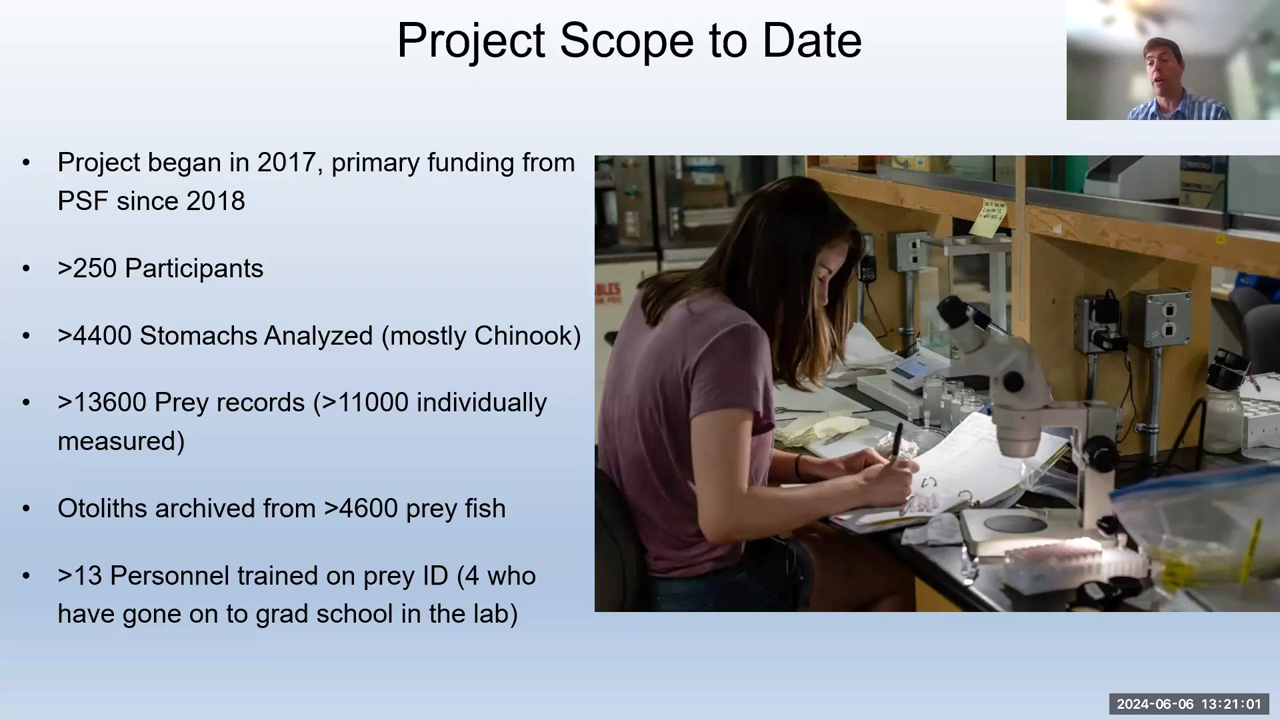 Project Scope to Date
• Project began in 2017, primary funding from
PSF since 2018
• >250 Participants
• >4400 Stomachs Analyzed (mostly Chinook)
• >13600 Prey records (>11000 individually
measured)
• Otoliths archived from >4600 prey fish
• >13 Personnel trained on prey ID (4 who
have gone on to grad school in the lab)
2024-06-06 13:21:01